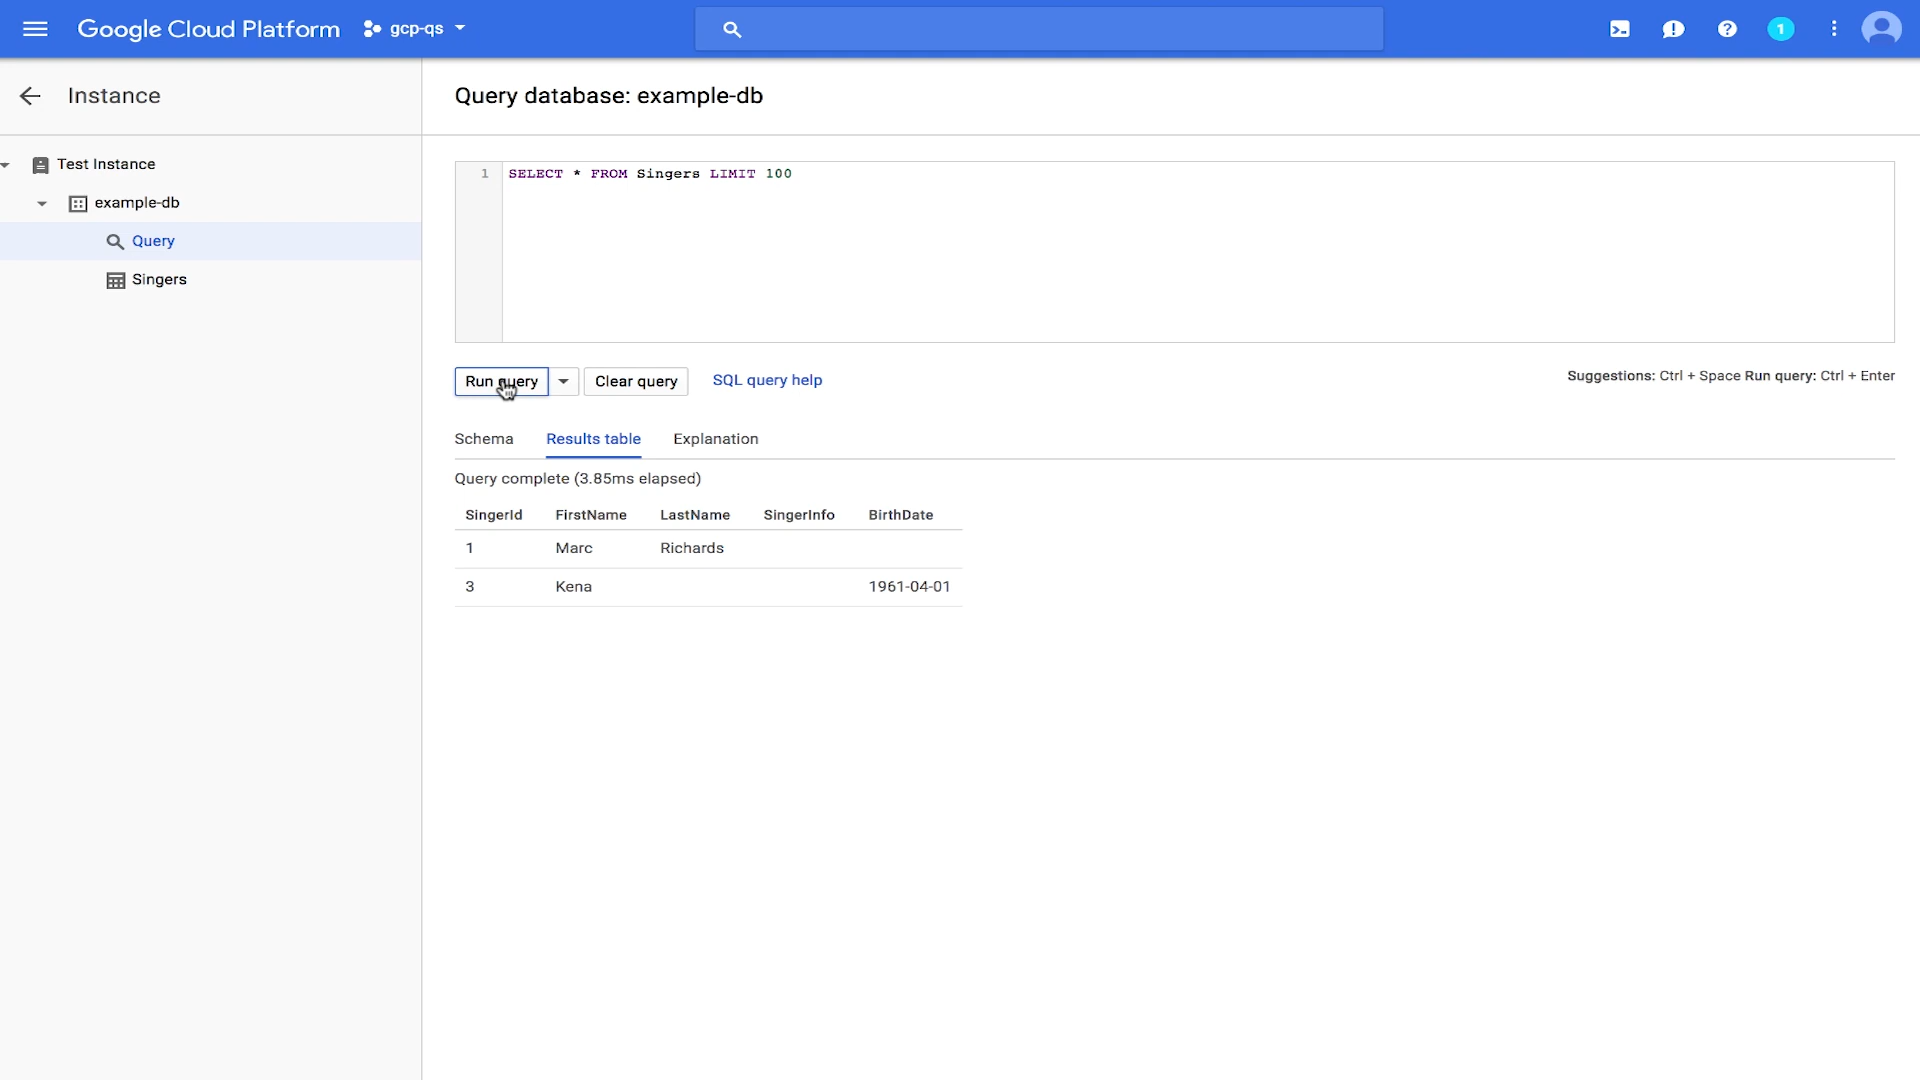 Google Cloud Platform gcp-qs 1
Instance
Query database: example-db
Test Instance
example-db
Query
Singers
1 SELECT * FROM Singers LIMIT 100
Run query Clear query SQL query help Suggestions: Ctrl + Space Run query: Ctrl + Enter
Schema Results table Explanation
Query complete (3.85ms elapsed)
SingerId FirstName LastName SingerInfo BirthDate
1 Marc Richards
3 Kena 1961-04-01